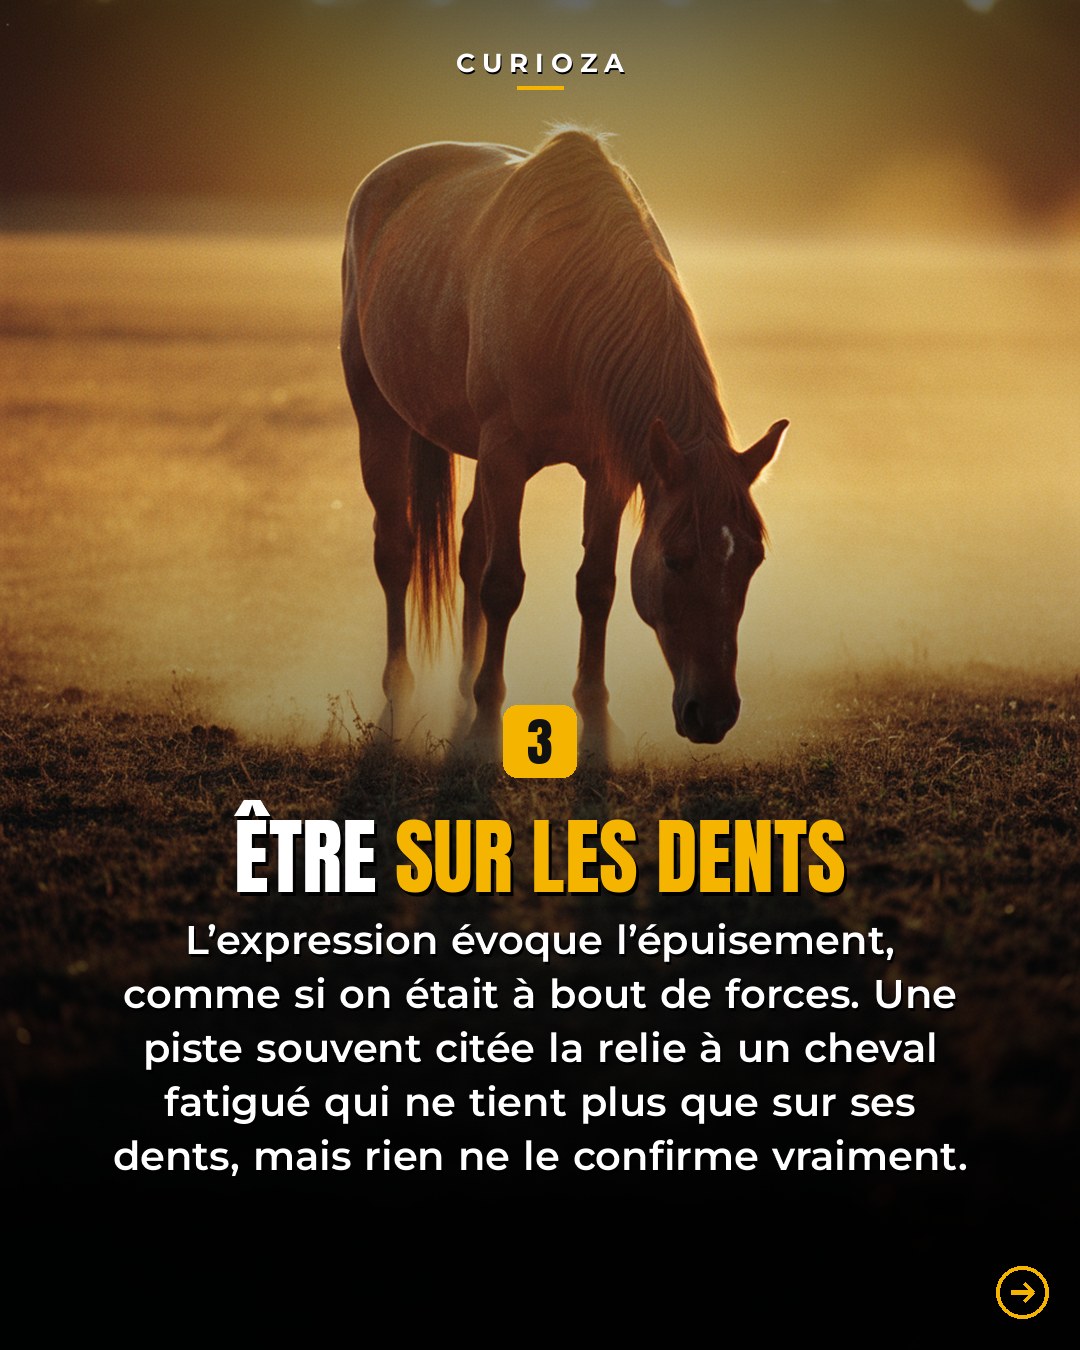 CURIOZA
3
ÊTRE SUR LES DENTS
L’expression évoque l’épuisement,
comme si on était à bout de forces. Une
piste souvent citée la relie à un cheval
fatigué qui ne tient plus que sur ses
dents, mais rien ne le confirme vraiment.